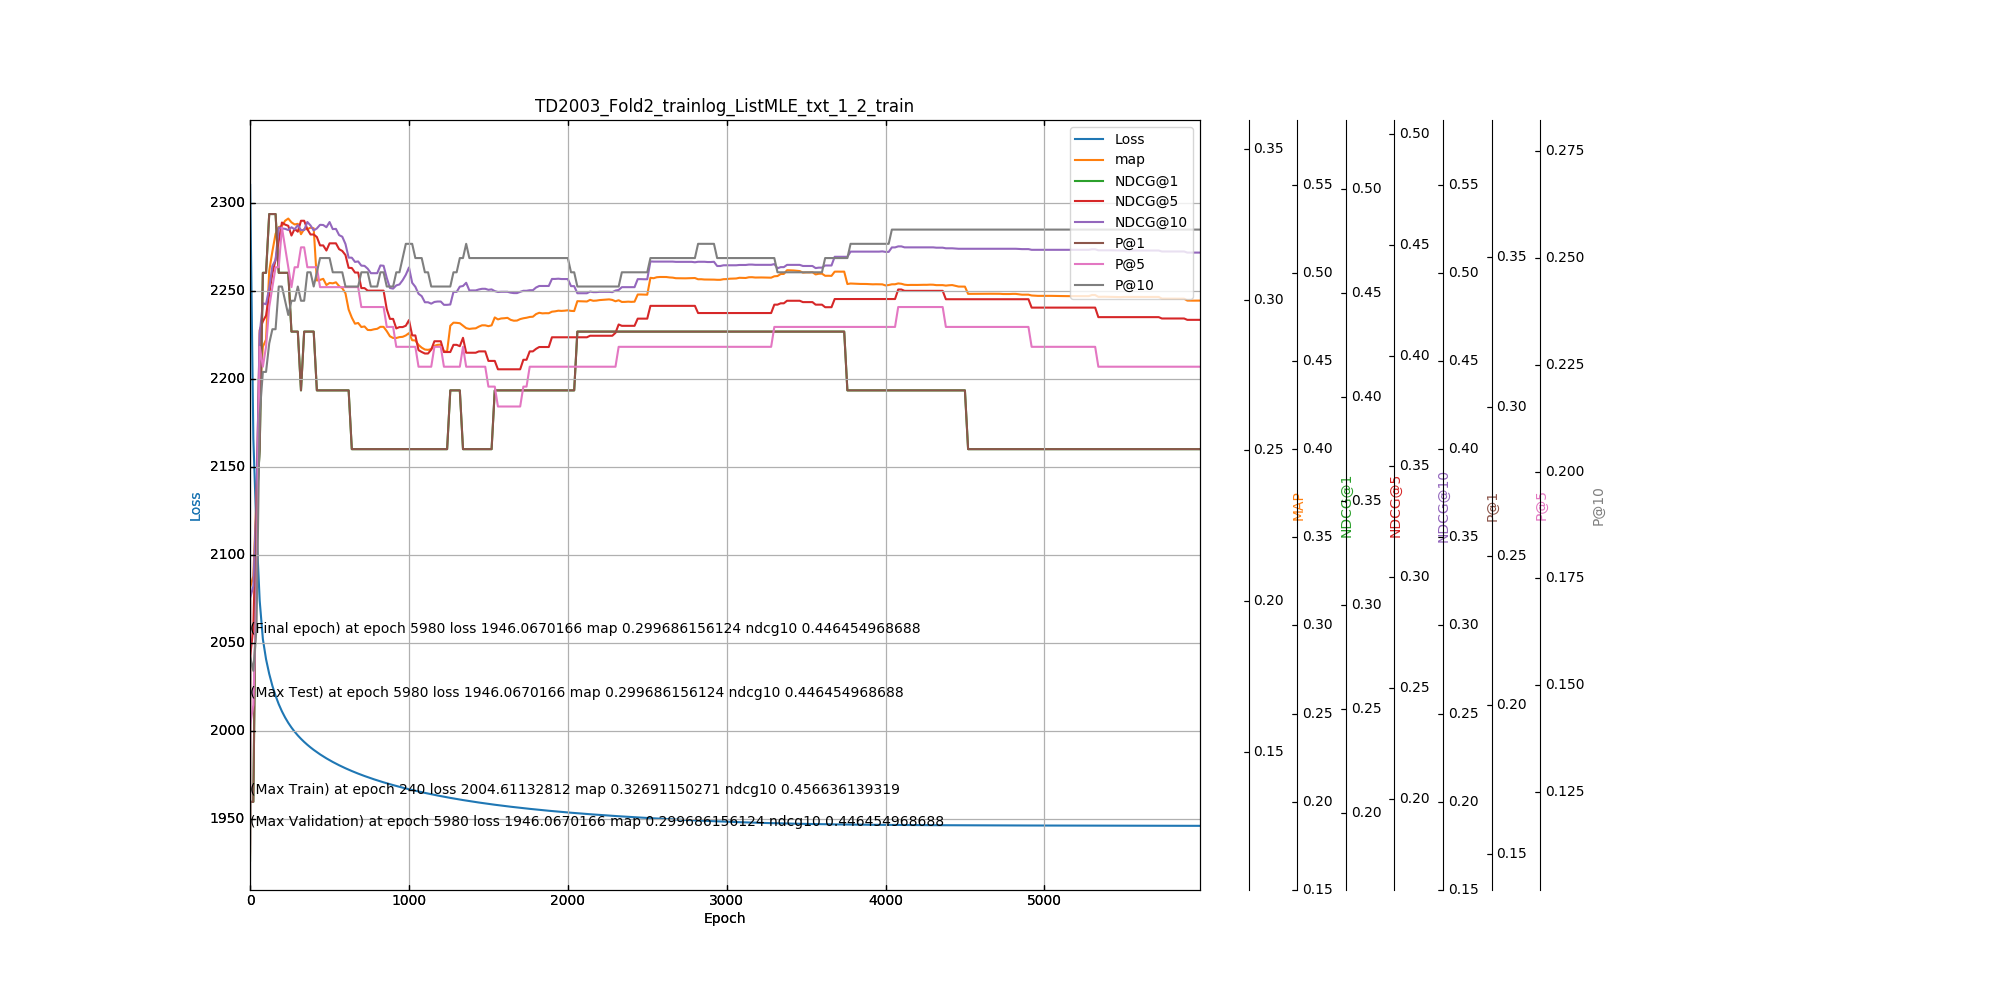 TD2003_Fold2_trainlog_ListMLE_txt_1_2_train
Loss
map
NDCG@1
NDCG@5
NDCG@10
P@1
P@5
P@10
2300
2250
2200
2150
2100
2050
2000
1950
Loss
(Final epoch) at epoch 5980 loss 1946.0670166 map 0.299686156124 ndcg10 0.446454968688
(Max Test) at epoch 5980 loss 1946.0670166 map 0.299686156124 ndcg10 0.446454968688
(Max Train) at epoch 240 loss 2004.61132812 map 0.32691150271 ndcg10 0.456636139319
(Max Validation) at epoch 5980 loss 1946.0670166 map 0.299686156124 ndcg10 0.446454968688
0 1000 2000 3000 4000 5000
Epoch
0.35
0.30
0.25
0.20
0.15
MAP
0.55
0.50
0.45
0.40
0.35
0.30
0.25
0.20
0.15
NDCG@1
0.50
0.45
0.40
0.35
0.30
0.25
0.20
NDCG@5
0.50
0.45
0.40
0.35
0.30
0.25
0.20
NDCG@10
0.55
0.50
0.45
0.40
0.35
0.30
0.25
0.20
0.15
P@1
0.35
0.30
0.25
0.20
0.15
P@5
0.275
0.250
0.225
0.200
0.175
0.150
0.125
P@10